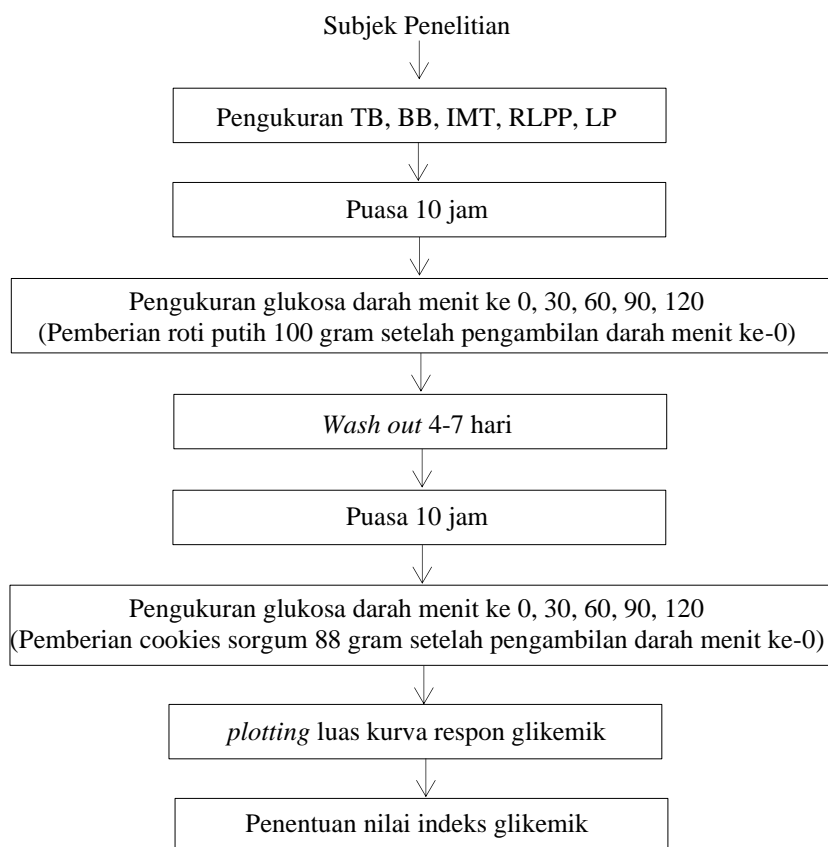 Subjek Penelitian
Pengukuran TB, BB, IMT, RLPP, LP
Puasa 10 jam
Pengukuran glukosa darah menit ke 0, 30, 60, 90, 120
(Pemberian roti putih 100 gram setelah pengambilan darah menit ke-0)
Wash out 4-7 hari
Puasa 10 jam
Pengukuran glukosa darah menit ke 0, 30, 60, 90, 120
(Pemberian cookies sorgum 88 gram setelah pengambilan darah menit ke-0)
plotting luas kurva respon glikemik
Penentuan nilai indeks glikemik